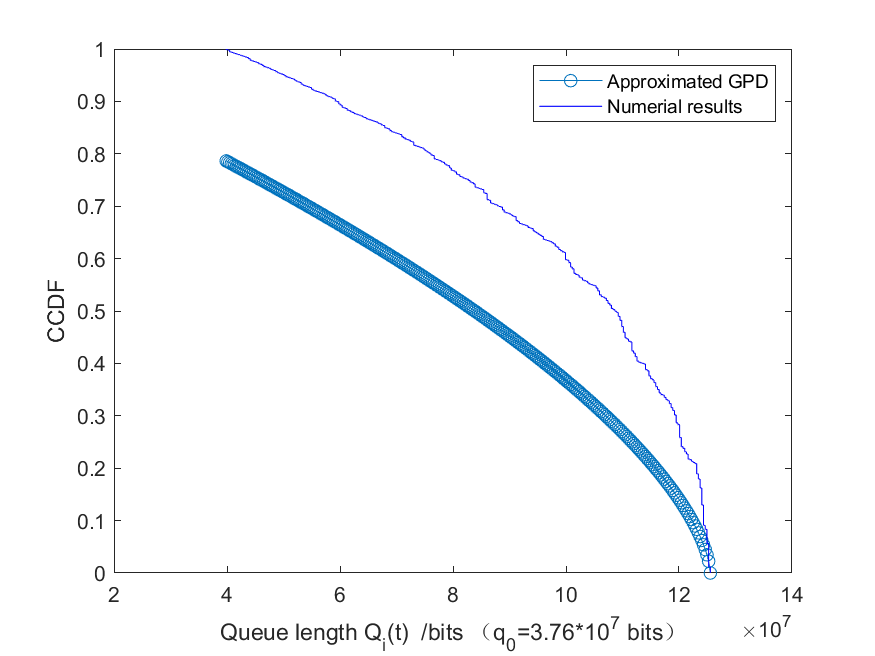 Approximated GPD
Numerial results
CCDF
1
0.9
0.8
0.7
0.6
0.5
0.4
0.3
0.2
0.1
0
2 4 6 8 10 12 14
×10^7
Queue length Q_i(t) /bits （q_0=3.76*10^7 bits）